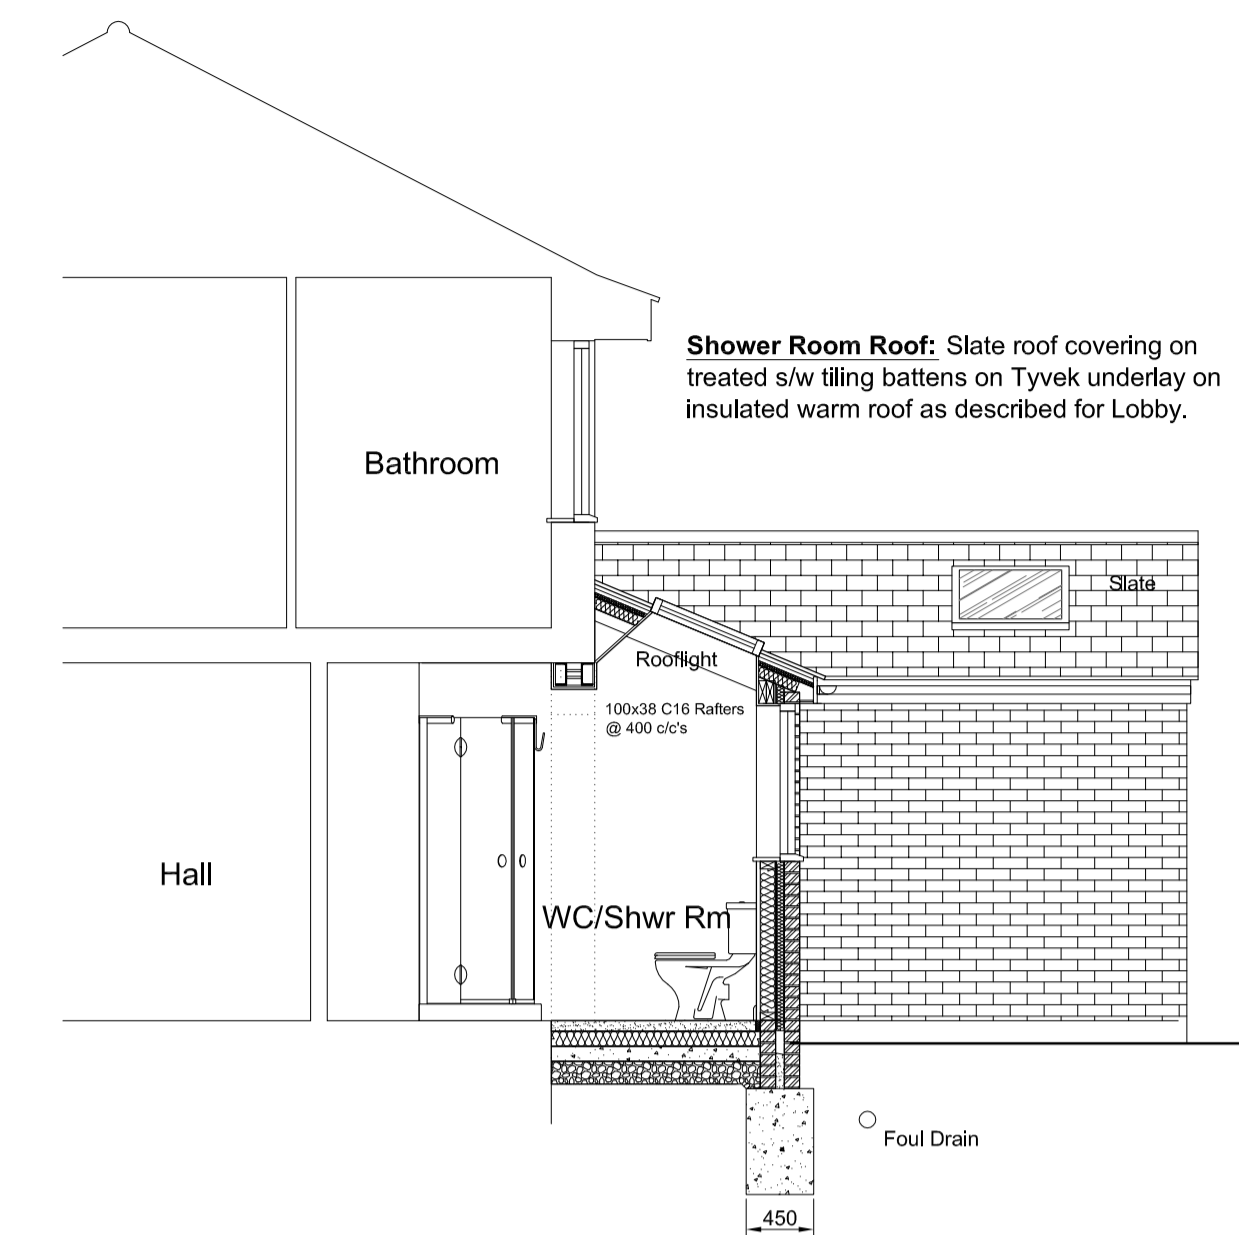 Shower Room Roof: Slate roof covering on
treated s/w tiling battens on Tyvek underlay on
insulated warm roof as described for Lobby.
Bathroom
Slate
Rooflight
100x38 C16 Rafters
@ 400 c/c's
Hall
WC/Shwr Rm
Foul Drain
450